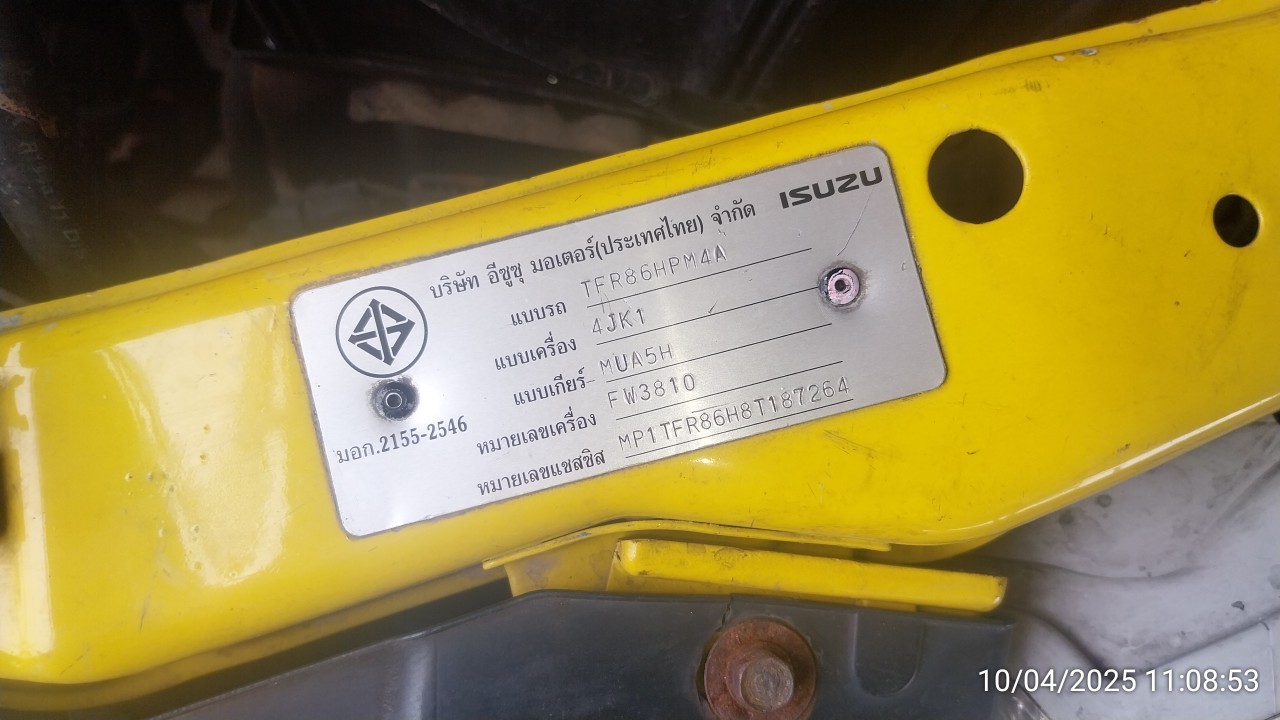 ISUZU
บริษัท อีซูซุ มอเตอร์(ประเทศไทย) จำกัด
แบบรถ TFR86HPM4A
แบบเครื่อง 4JK1
แบบเกียร์ MUA5H
หมายเลขเครื่อง FW3810
หมายเลขแชสซิส MP1TFR86H8T187264
มอก.2155-2546
10/04/2025 11:08:53